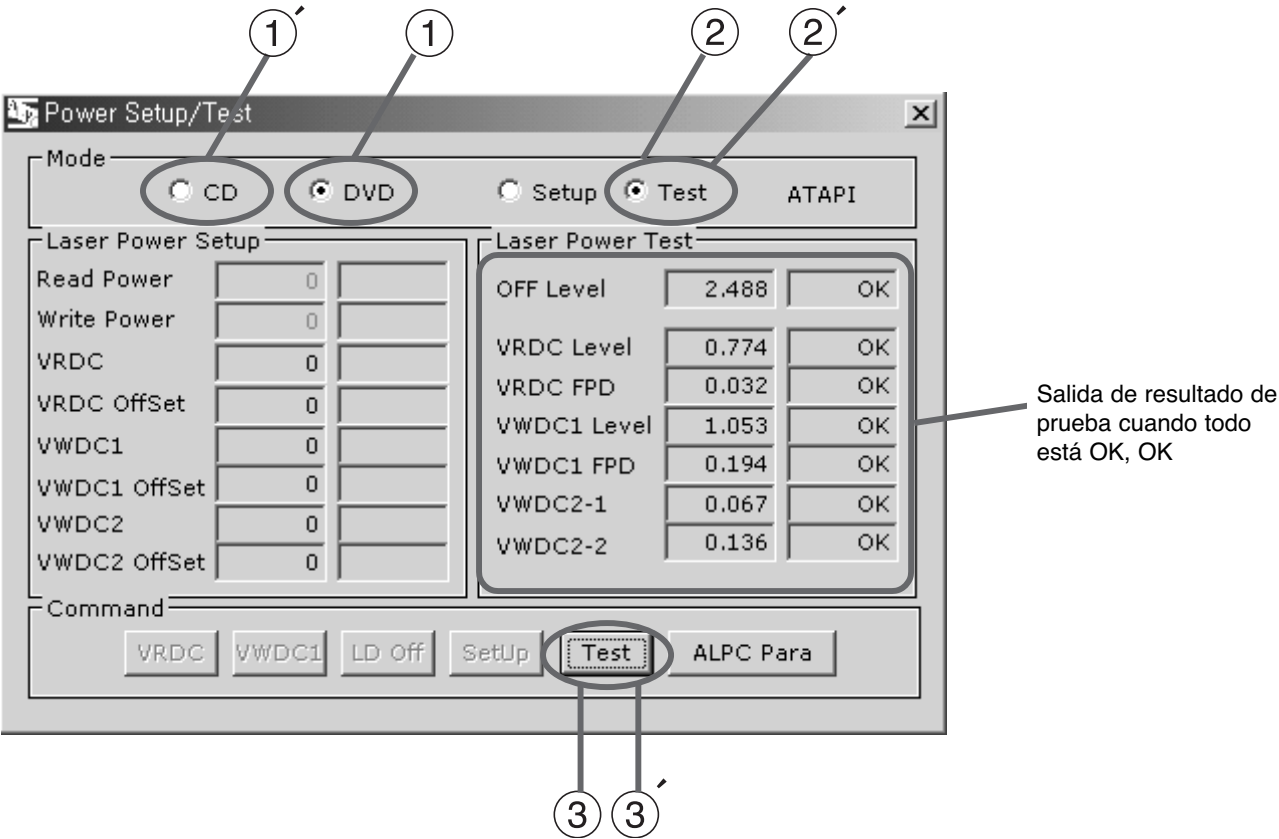 1´ 1 2 2´
Power Setup/Test
Mode
CD DVD Setup Test ATAPI
Laser Power Setup
Read Power 0
Write Power 0
VRDC 0
VRDC OffSet 0
VWDC1 0
VWDC1 OffSet 0
VWDC2 0
VWDC2 OffSet 0
Laser Power Test
OFF Level 2.488 OK
VRDC Level 0.774 OK
VRDC FPD 0.032 OK
VWDC1 Level 1.053 OK
VWDC1 FPD 0.194 OK
VWDC2-1 0.067 OK
VWDC2-2 0.136 OK
Salida de resultado de
prueba cuando todo
está OK, OK
Command
VRDC VWDC1 LD Off SetUp Test ALPC Para
3 3´